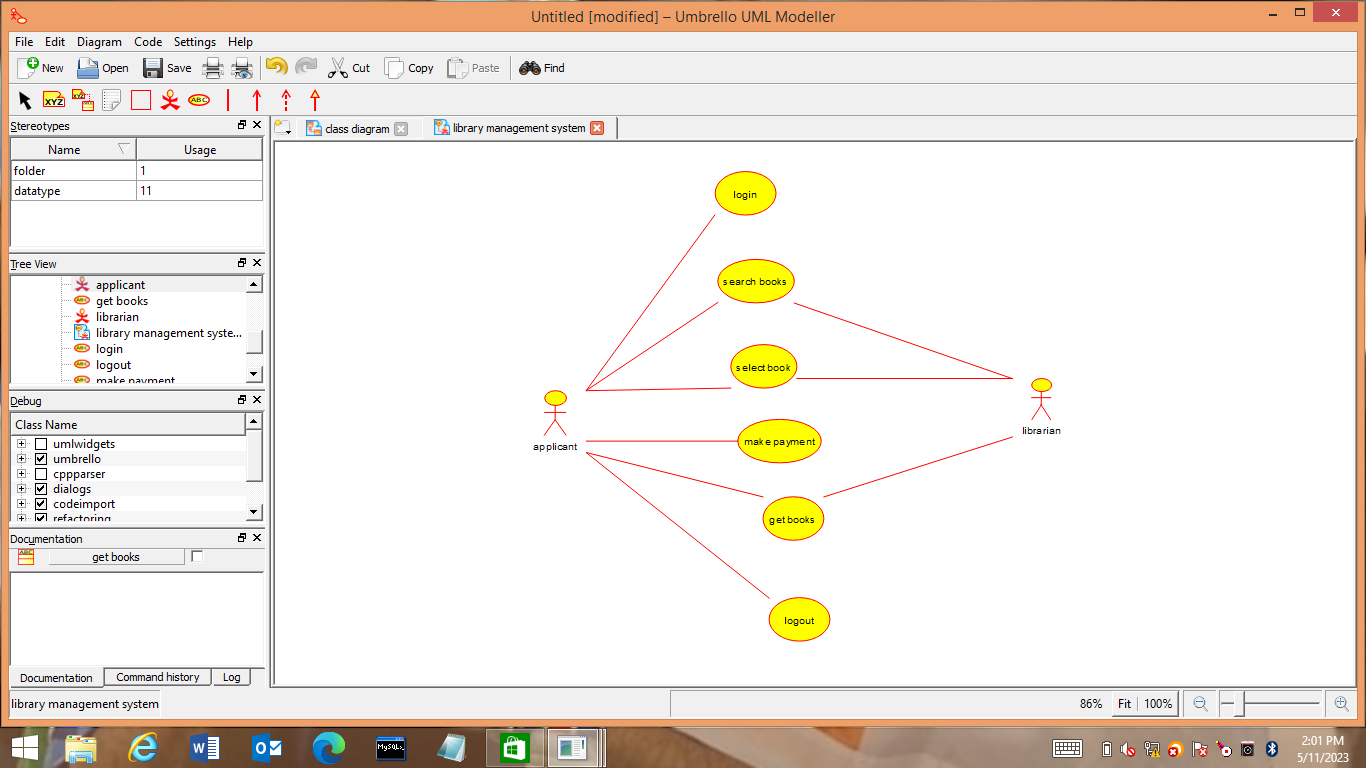 Untitled [modified] – Umbrello UML Modeller
File Edit Diagram Code Settings Help
New Open Save Cut Copy Paste Find
XYZ XYZ ABC
Stereotypes
Name Usage
folder 1
datatype 11
Tree View
applicant
get books
librarian
library management syste...
login
logout
make payment
Debug
Class Name
umlwidgets
umbrello
cppparser
dialogs
codeimport
refactoring
Documentation
get books
Documentation Command history Log
class diagram library management system
login
search books
select book
make payment
get books
logout
applicant
librarian
library management system
86% Fit 100%
MySQL
2:01 PM
5/11/2023